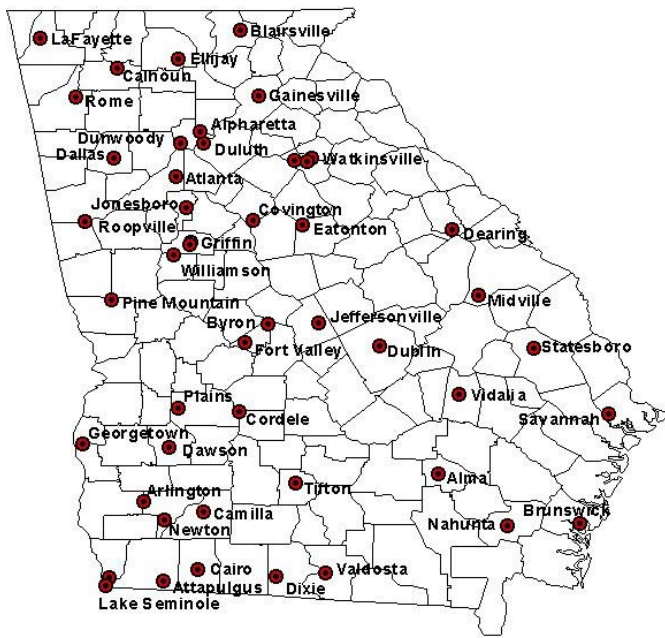 Blairsville
LaFayette
Ellijay
Calhoun
Gainesville
Rome
Alpharetta
Dunwoody
Duluth
Dallas
Watkinsville
Atlanta
Jonesboro
Covington
Roopville
Eatonton
Dearing
Griffin
Williamson
Pine Mountain
Midville
Byron
Jeffersonville
Fort Valley
Dublin
Statesboro
Plains
Vidalia
Cordele
Savannah
Georgetown
Dawson
Alma
Arlington
Tifton
Camilla
Brunswick
Newton
Nahunta
Cairo
Valdosta
Attapulgus
Dixie
Lake Seminole